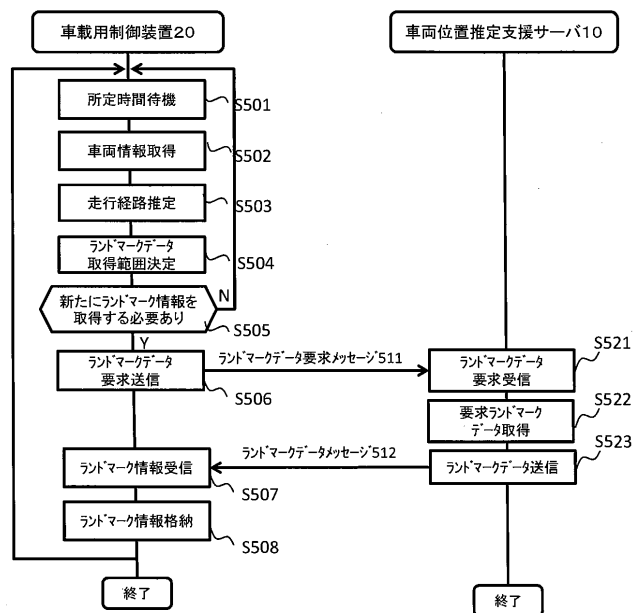 車載用制御装置20
車両位置推定支援サーバ10
所定時間待機
S501
車両情報取得
S502
走行経路推定
S503
ランドマークデータ
取得範囲決定
S504
新たにランドマーク情報を
取得する必要あり
N
S505
Y
ランドマークデータ
要求送信
S506
ランドマークデータ要求メッセージ511
ランドマークデータ
要求受信
S521
要求ランドマーク
データ取得
S522
ランドマークデータ送信
S523
ランドマークデータメッセージ512
ランドマーク情報受信
S507
ランドマーク情報格納
S508
終了
終了